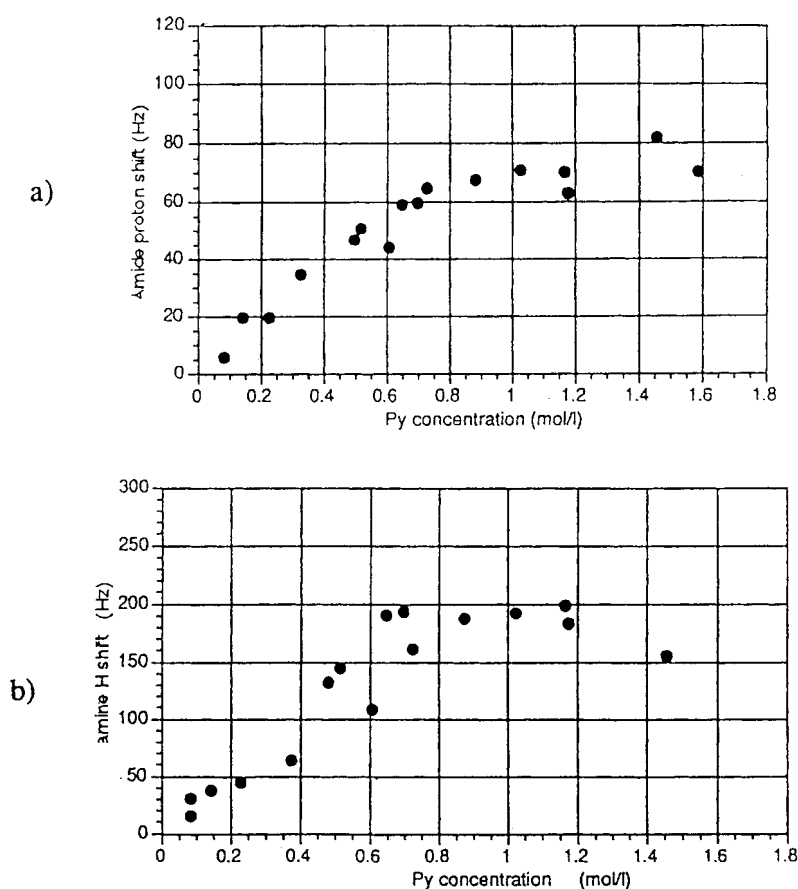 a)
Amide proton shift (Hz)
120
100
80
60
40
20
0
0 0.2 0.4 0.6 0.8 1 1.2 1.4 1.6 1.8
Py concentration (mol/l)
b)
amine H shift (Hz)
300
250
200
150
100
50
0
0 0.2 0.4 0.6 0.8 1 1.2 1.4 1.6 1.8
Py concentration (mol/l)